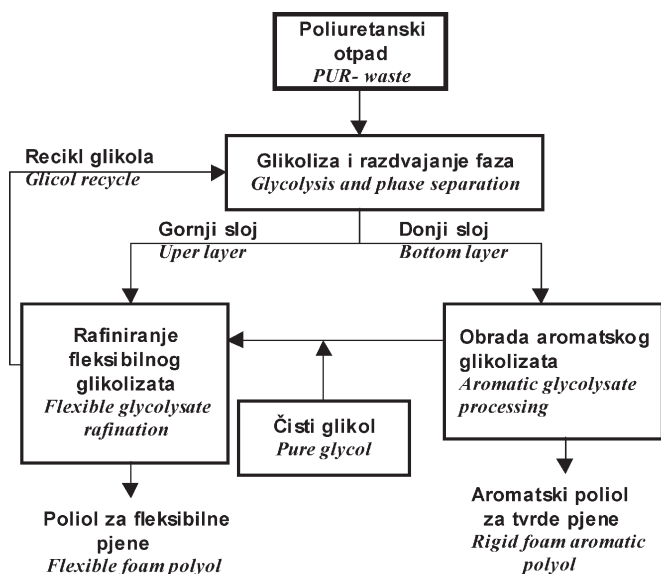 Poliuretanski
otpad
PUR- waste
Recikl glikola
Glicol recycle
Glikoliza i razdvajanje faza
Glycolysis and phase separation
Gornji sloj
Uper layer
Donji sloj
Bottom layer
Rafiniranje
fleksibilnog
glikolizata
Flexible glycolysate
rafination
Čisti glikol
Pure glycol
Obrada aromatskog
glikolizata
Aromatic glycolysate
processing
Poliol za fleksibilne
pjene
Flexible foam polyol
Aromatski poliol
za tvrde pjene
Rigid foam aromatic
polyol